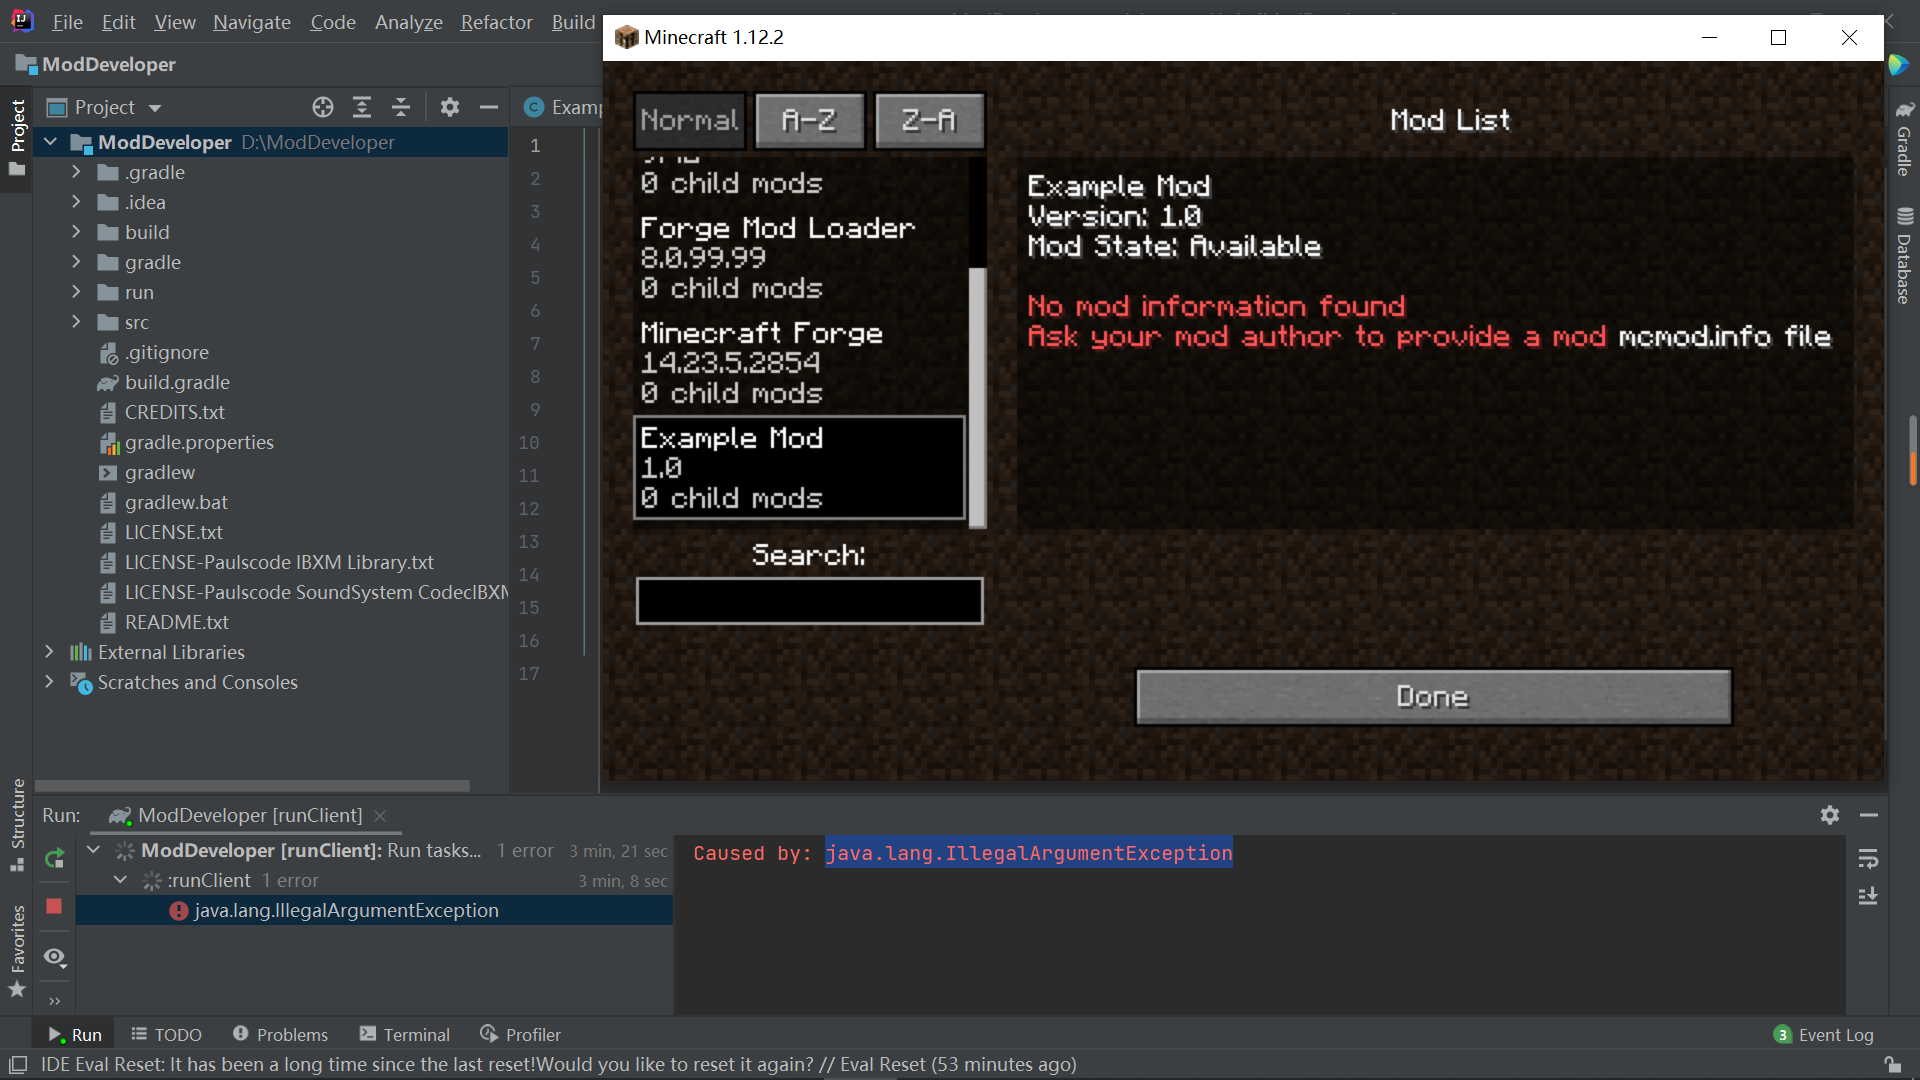 File Edit View Navigate Code Analyze Refactor Build
Minecraft 1.12.2
ModDeveloper
Project
Project
Examp
ModDeveloper D:\ModDeveloper
.gradle
.idea
build
gradle
run
src
.gitignore
build.gradle
CREDITS.txt
gradle.properties
gradlew
gradlew.bat
LICENSE.txt
LICENSE-Paulscode IBXM Library.txt
LICENSE-Paulscode SoundSystem CodecIBXM
README.txt
External Libraries
Scratches and Consoles
1
2
3
4
5
6
7
8
9
10
11
12
13
14
15
16
17
Normal A-Z Z-A
0 child mods
Forge Mod Loader
8.0.99.99
0 child mods
Minecraft Forge
14.23.5.2854
0 child mods
Example Mod
1.0
0 child mods
Search:
Mod List
Example Mod
Version: 1.0
Mod State: Available
No mod information found
Ask your mod author to provide a mod mcmod.info file
Done
Gradle
Database
Structure
Favorites
Run: ModDeveloper [runClient]
ModDeveloper [runClient]: Run tasks... 1 error 3 min, 21 sec
:runClient 1 error 3 min, 8 sec
java.lang.IllegalArgumentException
Caused by: java.lang.IllegalArgumentException
Run TODO Problems Terminal Profiler
3 Event Log
IDE Eval Reset: It has been a long time since the last reset!Would you like to reset it again? // Eval Reset (53 minutes ago)